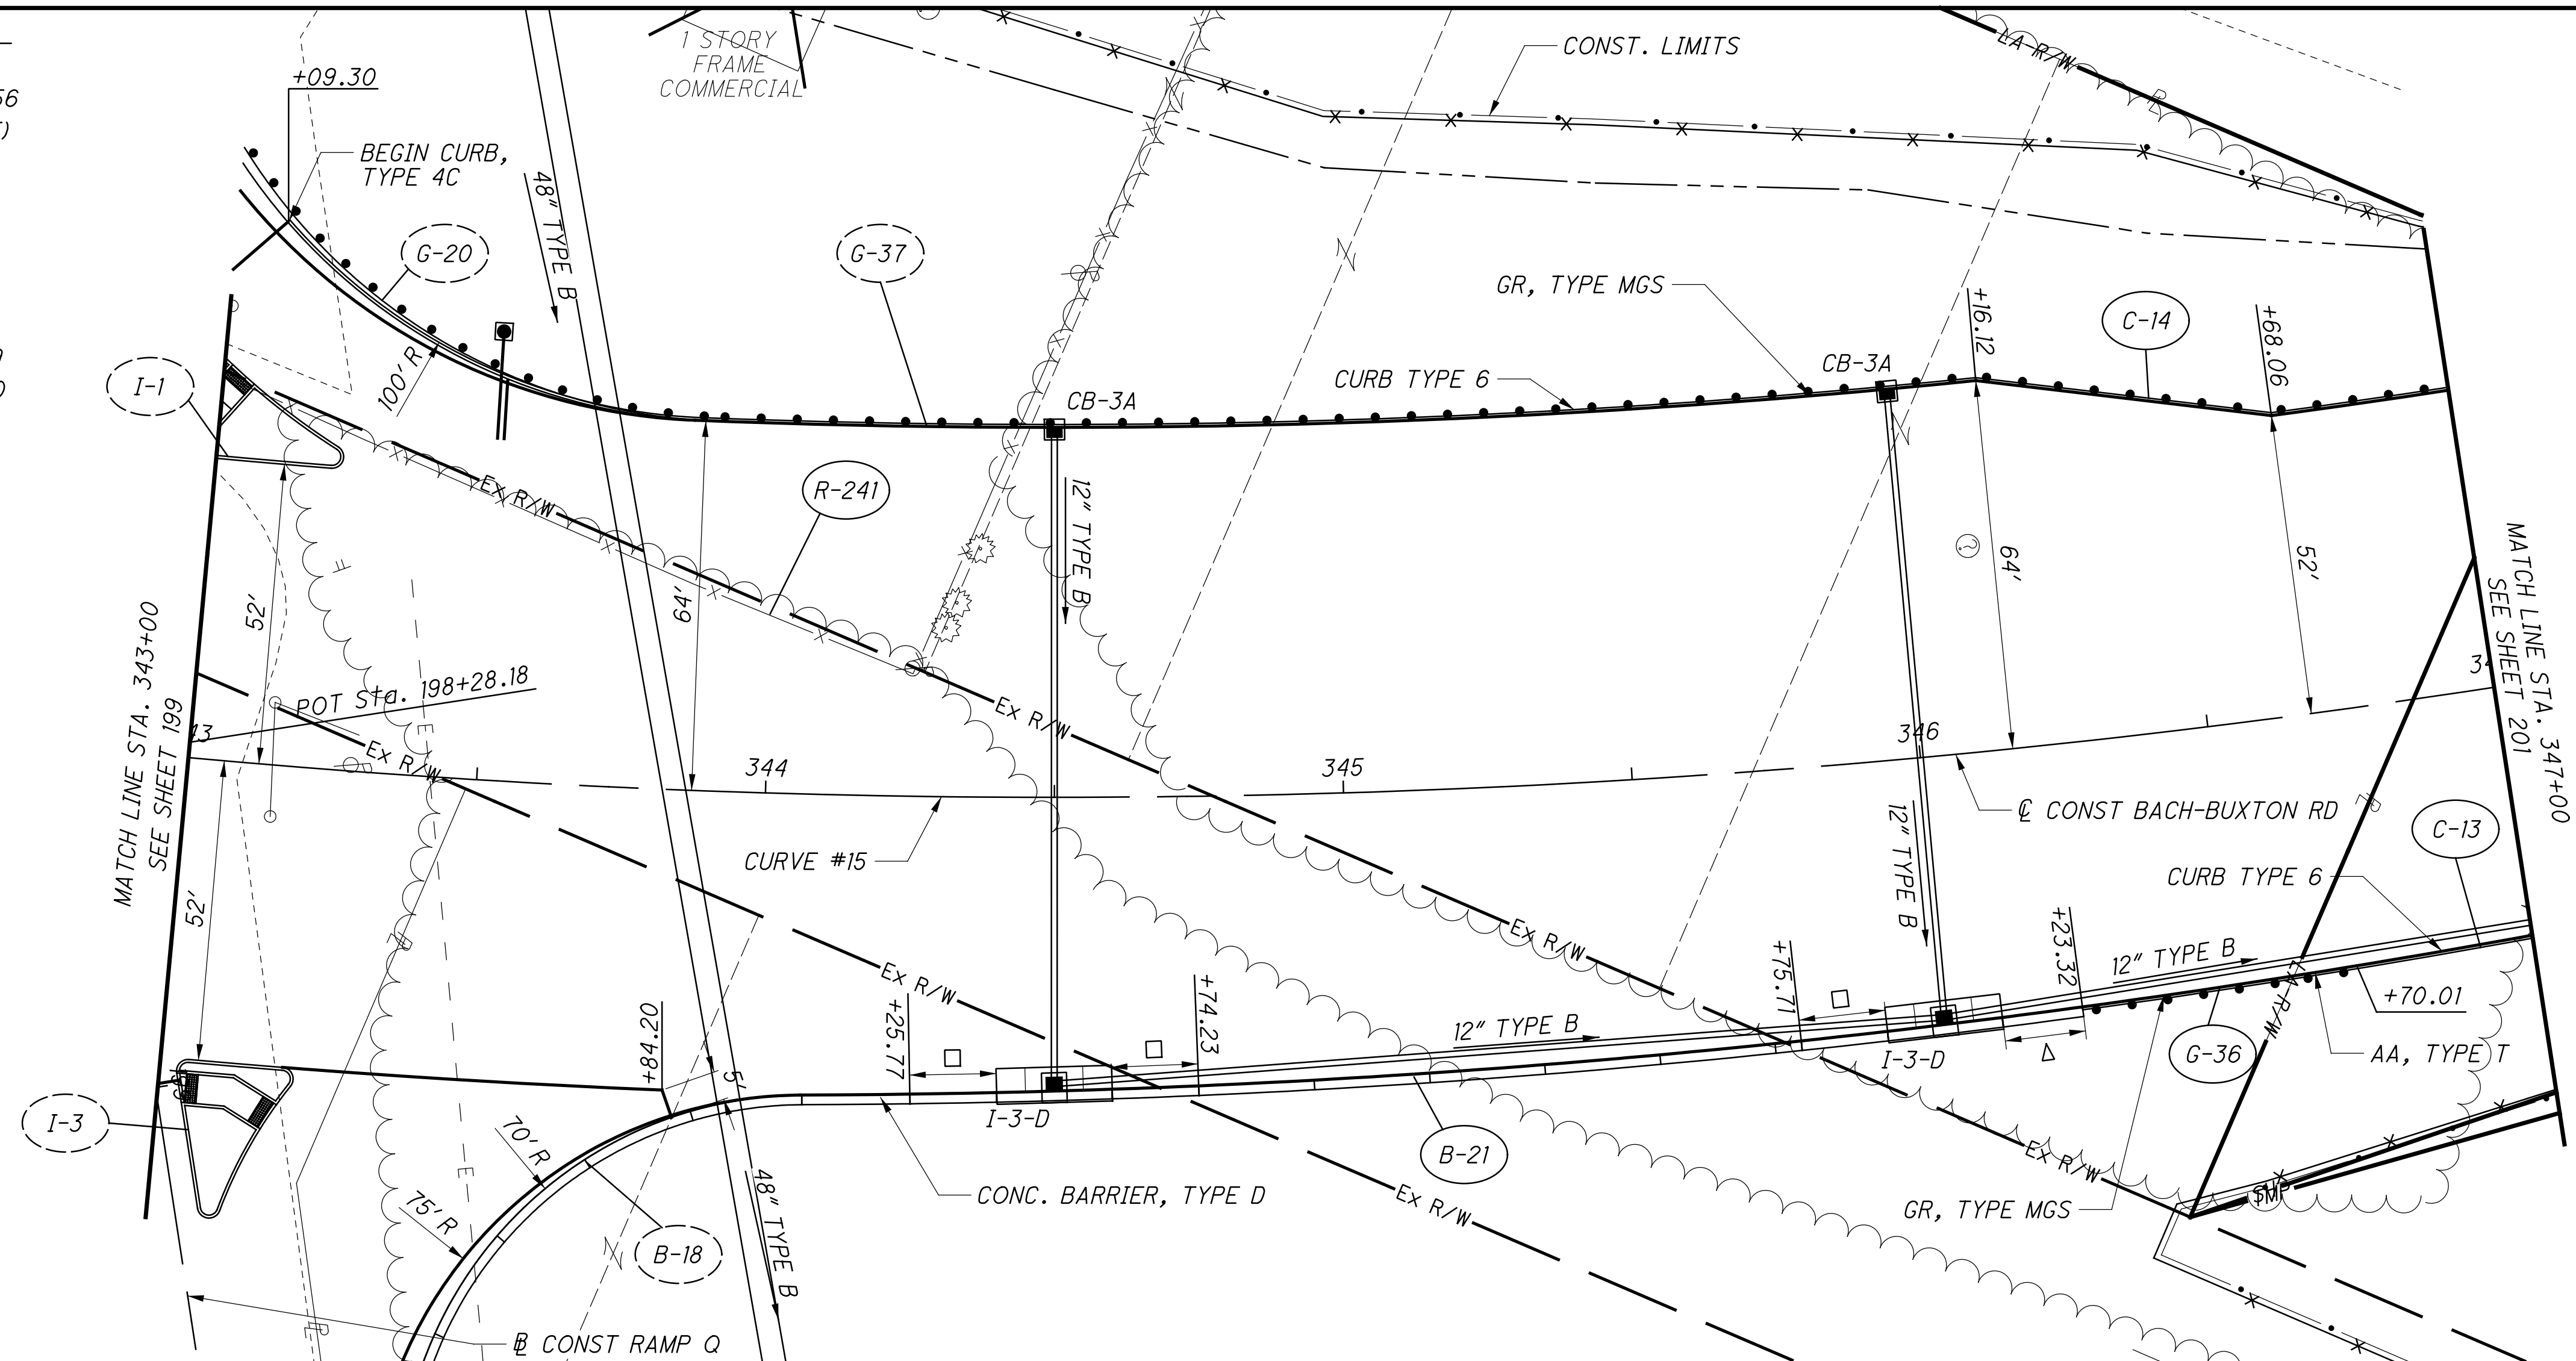 56
)
+09.30
BEGIN CURB,
TYPE 4C
1 STORY
FRAME
COMMERCIAL
CONST. LIMITS
LA R/W
48" TYPE B
G-20
G-37
GR, TYPE MGS
+16.12
C-14
+68.06
I-1
100' R
CB-3A
CURB TYPE 6
CB-3A
Ex R/W
R-241
12" TYPE B
64'
52'
MATCH LINE STA. 347+00
SEE SHEET 201
52'
64'
MATCH LINE STA. 343+00
SEE SHEET 199
POT Sta. 198+28.18
Ex R/W
Ex R/W
344
345
346
CURVE #15
℄ CONST BACH-BUXTON RD
C-13
CURB TYPE 6
12" TYPE B
52'
Ex R/W
Ex R/W
+84.20
+25.77
+74.23
+75.71
+23.32
12" TYPE B
12" TYPE B
LA R/W
+70.01
G-36
AA, TYPE T
5'
I-3
I-3-D
I-3-D
Δ
70' R
75' R
B-18
B-21
CONC. BARRIER, TYPE D
48" TYPE B
Ex R/W
Ex R/W
GR, TYPE MGS
$MP
B̲L CONST RAMP Q